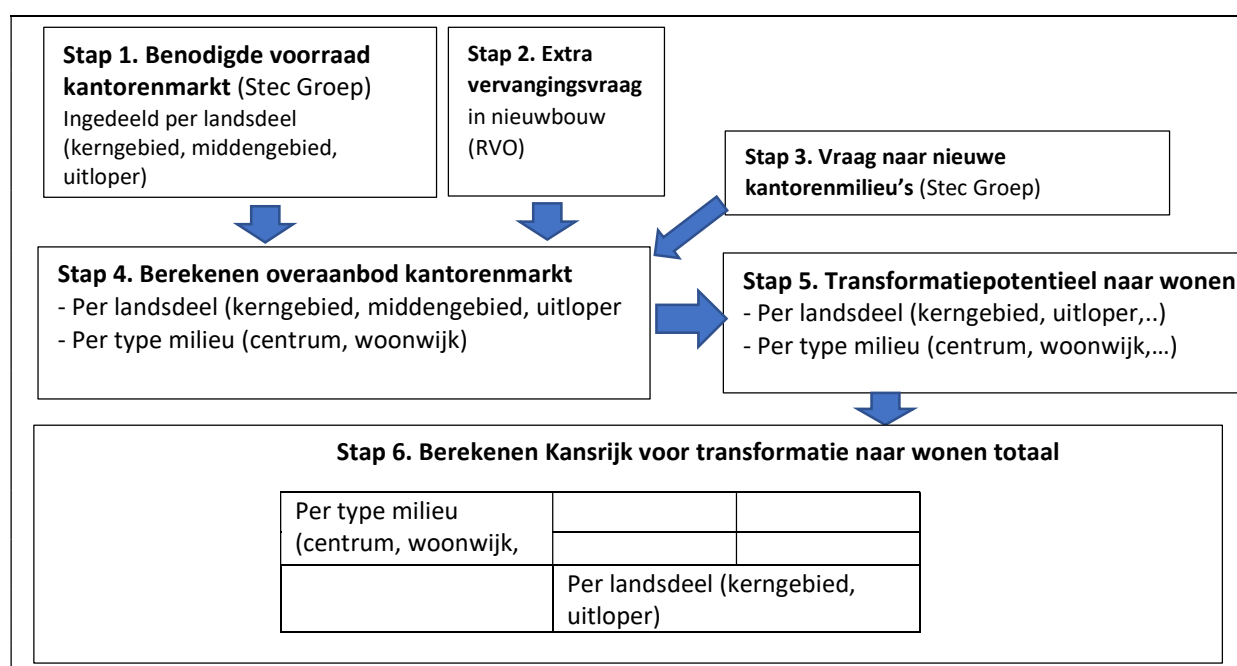 Stap 1. Benodigde voorraad
kantorenmarkt (Stec Groep)
Ingedeeld per landsdeel
(kerngebied, middengebied,
uitloper)
Stap 2. Extra
vervangingsvraag
in nieuwbouw
(RVO)
Stap 3. Vraag naar nieuwe
kantorenmilieu’s (Stec Groep)
Stap 4. Berekenen overaanbod kantorenmarkt
- Per landsdeel (kerngebied, middengebied, uitloper
- Per type milieu (centrum, woonwijk)
Stap 5. Transformatiepotentieel naar wonen
- Per landsdeel (kerngebied, uitloper,..)
- Per type milieu (centrum, woonwijk,…)
Stap 6. Berekenen Kansrijk voor transformatie naar wonen totaal
Per type milieu
(centrum, woonwijk,
Per landsdeel (kerngebied,
uitloper)